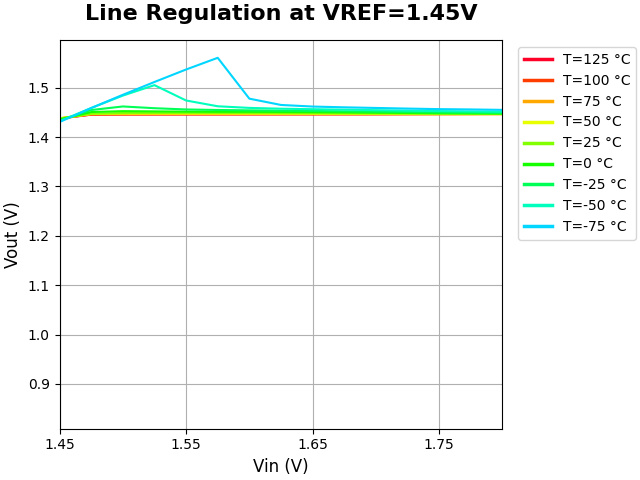 Line Regulation at VREF=1.45V
1.5
1.4
1.3
1.2
1.1
1.0
0.9
Vout (V)
1.45
1.55
1.65
1.75
Vin (V)
T=125 °C
T=100 °C
T=75 °C
T=50 °C
T=25 °C
T=0 °C
T=-25 °C
T=-50 °C
T=-75 °C